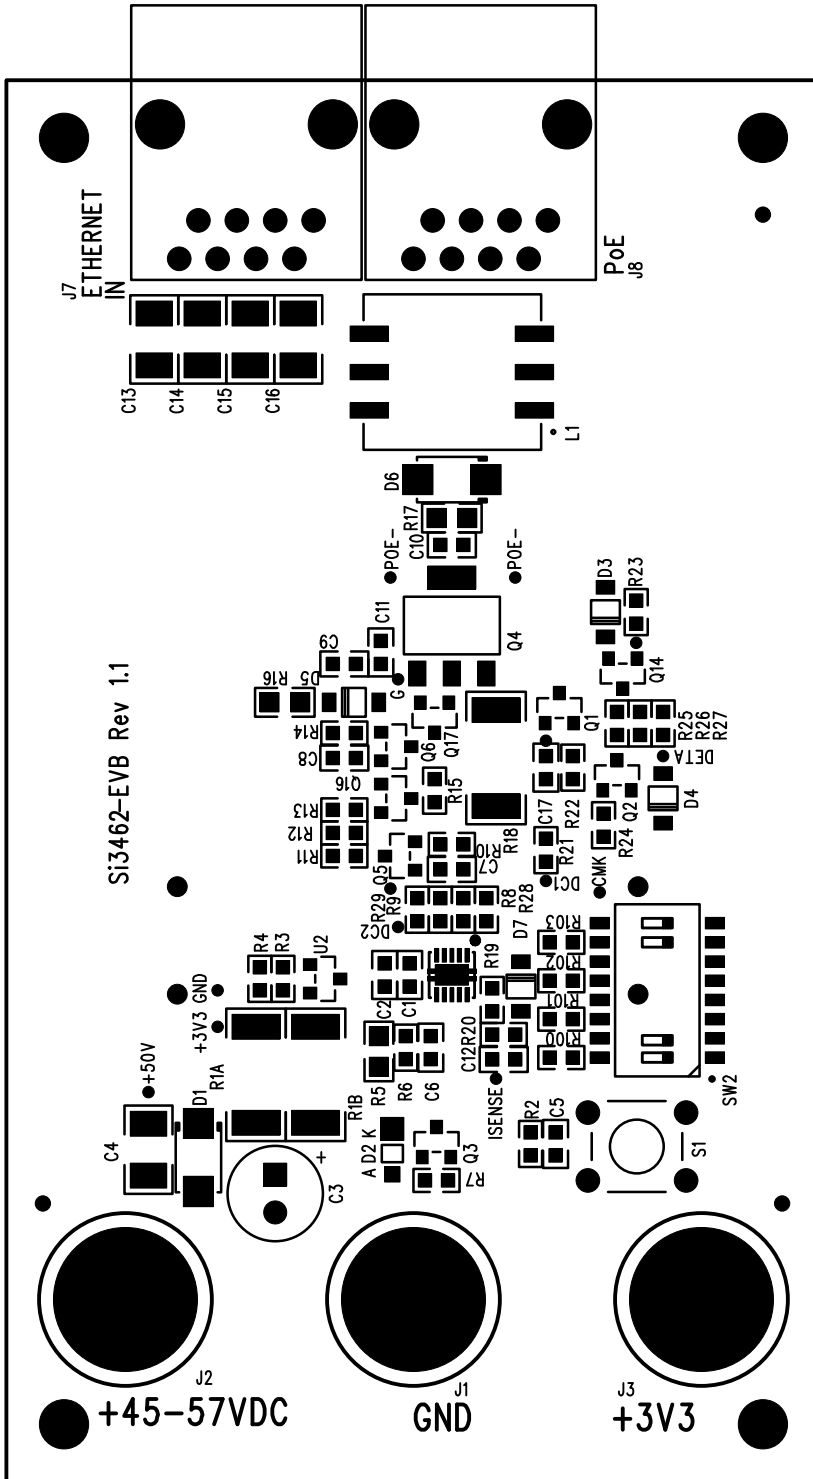 J7
ETHERNET
IN
PoE
J8
C13
C14
C15
C16
L1
D6
R17
C10
POE-
POE-
D3
R23
C11
C9
Q4
Q14
R16
D5
G
Si3462-EVB Rev 1.1
R14
C8
Q6
Q17
Q1
R25
R26
R27
DETA
Q16
R15
C17
R22
Q2
D4
R13
R12
R11
R18
R10
C7
R21
R24
Q5
DC1
CMK
R29
R9
R8
R28
DC2
D7
R103
R4
R3
U2
R19
R102
+3V3
GND
C2
C1
R101
+50V
D1
R1A
R5
R6
C6
C12
R20
R100
ISENSE
SW2
C4
R1B
+
A D2 K
Q3
R2
C5
S1
C3
R7
J2
+45-57VDC
J1
GND
J3
+3V3